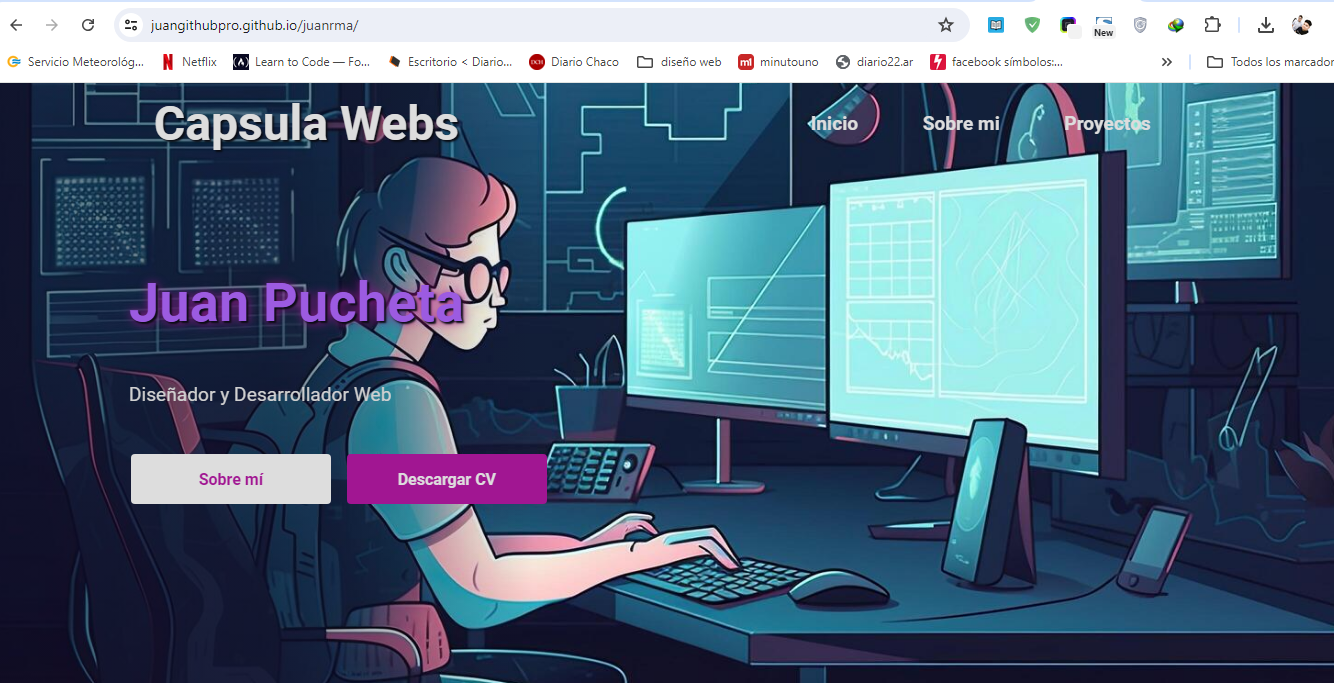 juangithubpro.github.io/juanrma/
New
Servicio Meteorológ... Netflix Learn to Code — Fo... Escritorio < Diario... DCH Diario Chaco diseño web m1 minutouno diario22.ar facebook símbolos:... » Todos los marcador
Capsula Webs Inicio Sobre mi Proyectos
Juan Pucheta
Diseñador y Desarrollador Web
Sobre mí Descargar CV